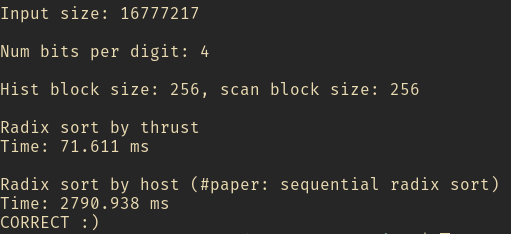 Input size: 16777217
Num bits per digit: 4
Hist block size: 256, scan block size: 256
Radix sort by thrust
Time: 71.611 ms
Radix sort by host (#paper: sequential radix sort)
Time: 2790.938 ms
CORRECT :)